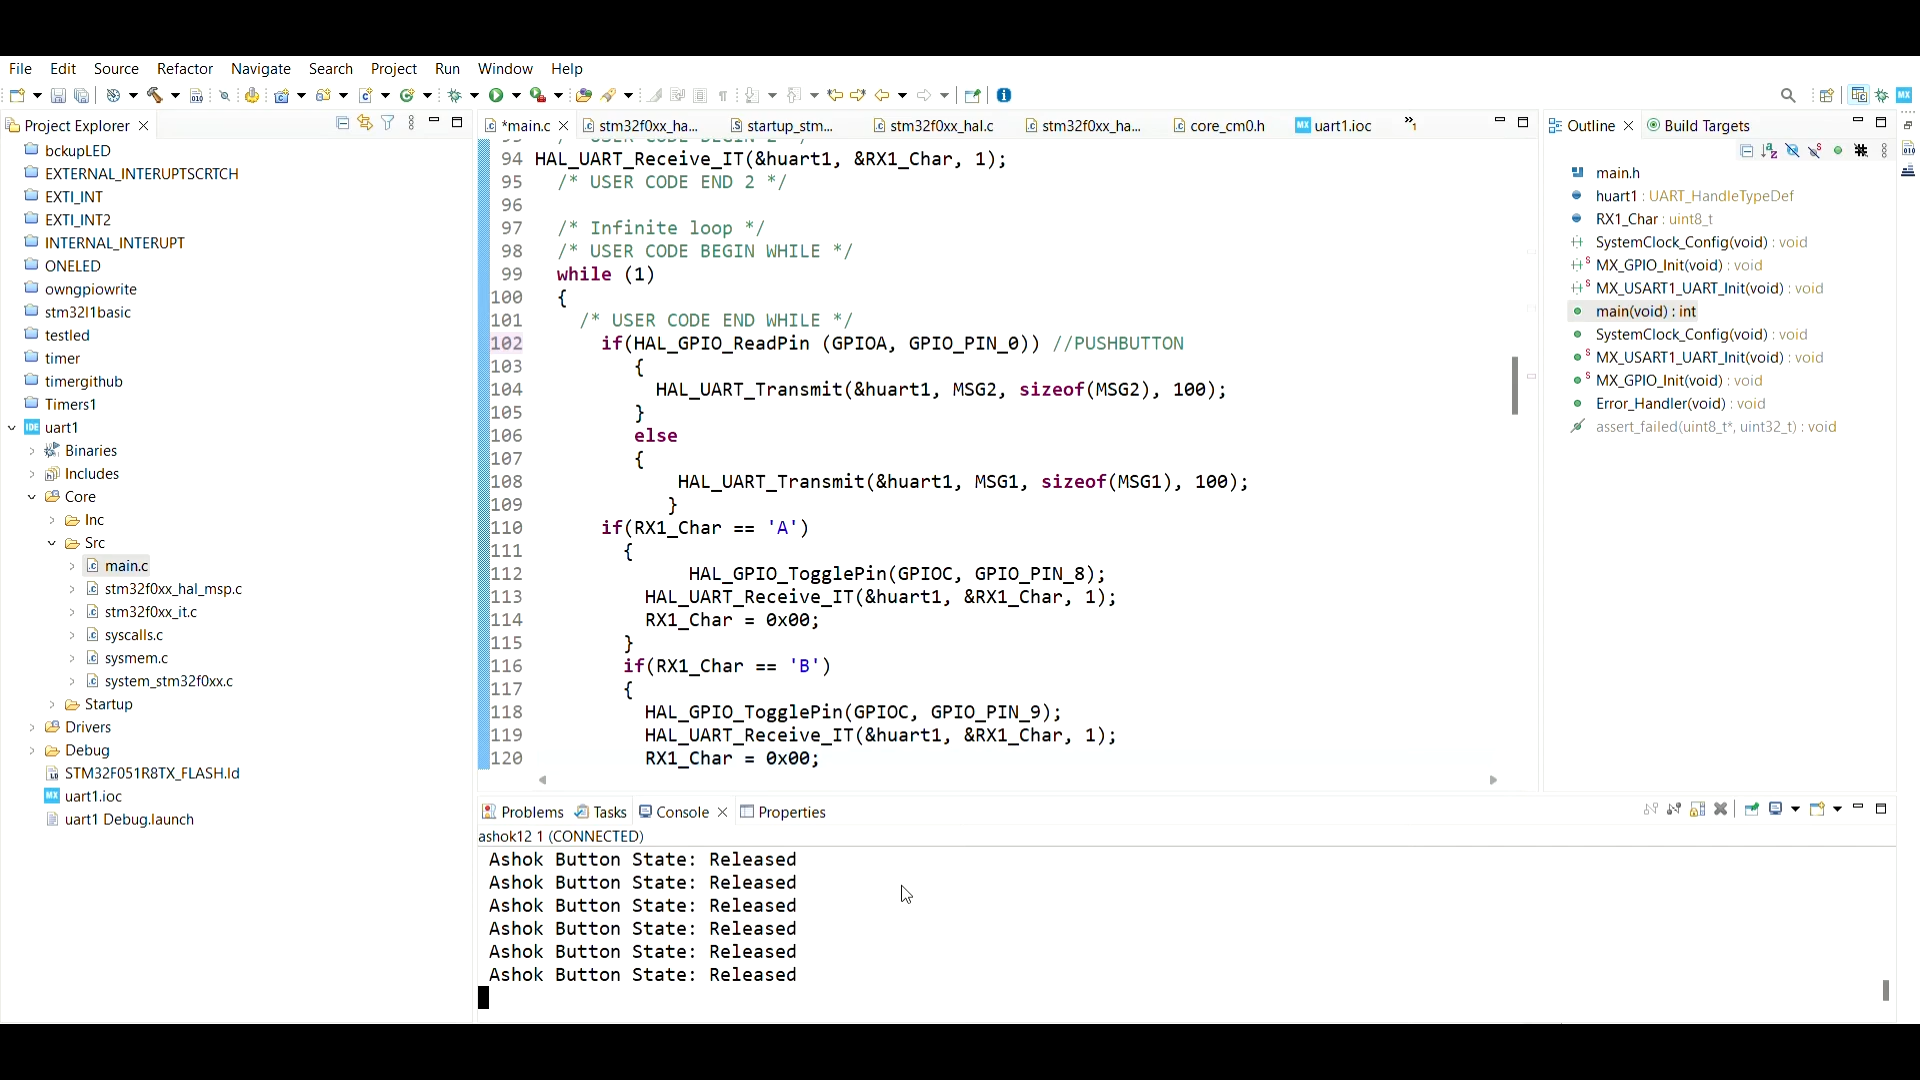 File Edit Source Refactor Navigate Search Project Run Window Help
Project Explorer
bckupLED
EXTERNAL_INTERUPTSCRTCH
EXTI_INT
EXTI_INT2
INTERNAL_INTERUPT
ONELED
owngpiowrite
stm32l1basic
testled
timer
timergithub
Timers1
uart1
Binaries
Includes
Core
Inc
Src
main.c
stm32f0xx_hal_msp.c
stm32f0xx_it.c
syscalls.c
sysmem.c
system_stm32f0xx.c
Startup
Drivers
Debug
STM32F051R8TX_FLASH.ld
uart1.ioc
uart1 Debug.launch
*main.c stm32f0xx_ha... startup_stm... stm32f0xx_hal.c stm32f0xx_ha... core_cm0.h uart1.ioc »1
94 HAL_UART_Receive_IT(&huart1, &RX1_Char, 1);
95 /* USER CODE END 2 */
96
97 /* Infinite loop */
98 /* USER CODE BEGIN WHILE */
99 while (1)
100 {
101 /* USER CODE END WHILE */
102 if(HAL_GPIO_ReadPin (GPIOA, GPIO_PIN_0)) //PUSHBUTTON
103 {
104 HAL_UART_Transmit(&huart1, MSG2, sizeof(MSG2), 100);
105 }
106 else
107 {
108 HAL_UART_Transmit(&huart1, MSG1, sizeof(MSG1), 100);
109 }
110 if(RX1_Char == 'A')
111 {
112 HAL_GPIO_TogglePin(GPIOC, GPIO_PIN_8);
113 HAL_UART_Receive_IT(&huart1, &RX1_Char, 1);
114 RX1_Char = 0x00;
115 }
116 if(RX1_Char == 'B')
117 {
118 HAL_GPIO_TogglePin(GPIOC, GPIO_PIN_9);
119 HAL_UART_Receive_IT(&huart1, &RX1_Char, 1);
120 RX1_Char = 0x00;
Outline Build Targets
main.h
huart1 : UART_HandleTypeDef
RX1_Char : uint8_t
SystemClock_Config(void) : void
MX_GPIO_Init(void) : void
MX_USART1_UART_Init(void) : void
main(void) : int
SystemClock_Config(void) : void
MX_USART1_UART_Init(void) : void
MX_GPIO_Init(void) : void
Error_Handler(void) : void
assert_failed(uint8_t*, uint32_t) : void
Problems Tasks Console Properties
ashok12 1 (CONNECTED)
Ashok Button State: Released
Ashok Button State: Released
Ashok Button State: Released
Ashok Button State: Released
Ashok Button State: Released
Ashok Button State: Released